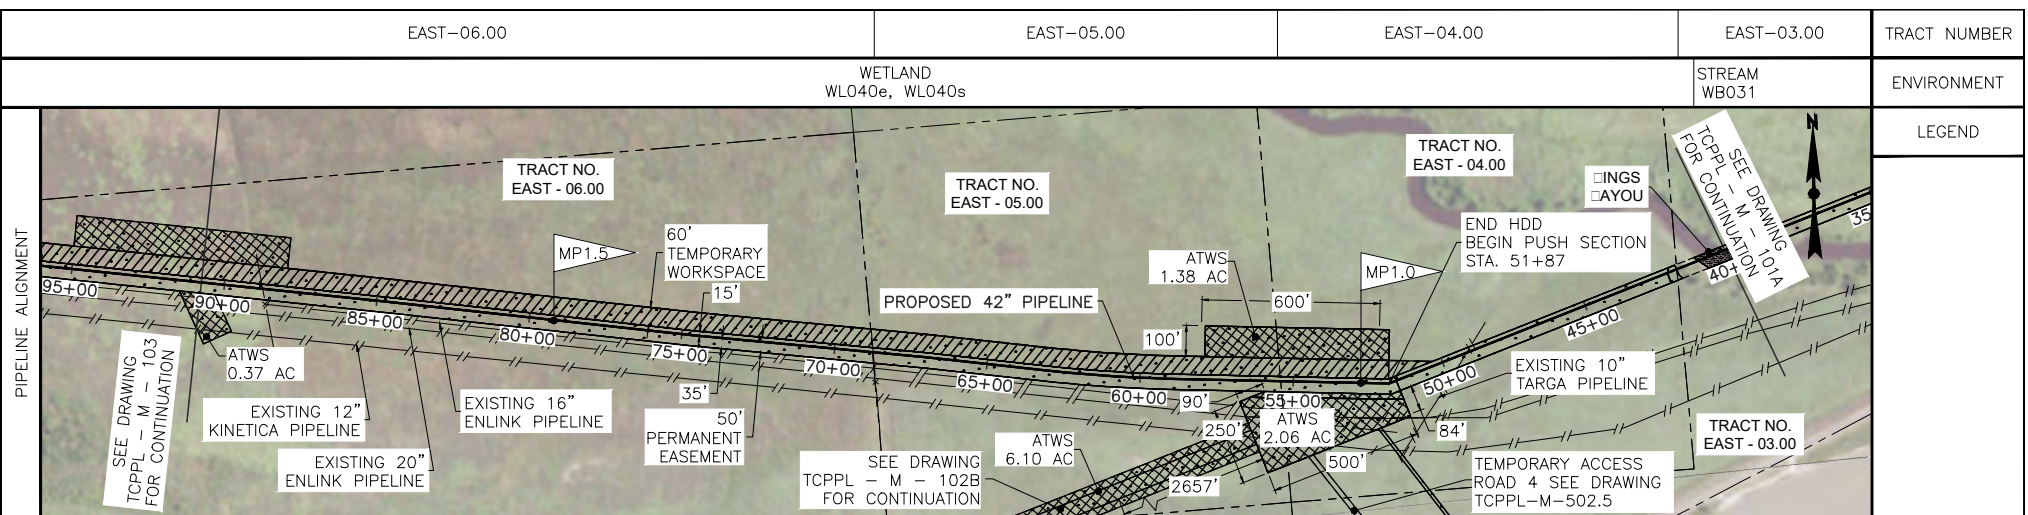 EAST-06.00
EAST-05.00
EAST-04.00
EAST-03.00
TRACT NUMBER
WETLAND
WL040e, WL040s
STREAM
WB031
ENVIRONMENT
LEGEND
PIPELINE ALIGNMENT
TRACT NO.
EAST - 06.00
TRACT NO.
EAST - 05.00
TRACT NO.
EAST - 04.00
□INGS
□AYOU
SEE DRAWING
TCPPL - M - 101A
FOR CONTINUATION
N
MP1.5
60'
TEMPORARY
WORKSPACE
15'
ATWS
1.38 AC
END HDD
BEGIN PUSH SECTION
STA. 51+87
MP1.0
PROPOSED 42" PIPELINE
600'
100'
95+00
90+00
85+00
80+00
75+00
70+00
65+00
60+00
55+00
50+00
45+00
40+
35
90'
SEE DRAWING
TCPPL - M - 103
FOR CONTINUATION
ATWS
0.37 AC
EXISTING 12"
KINETICA PIPELINE
EXISTING 20"
ENLINK PIPELINE
EXISTING 16"
ENLINK PIPELINE
35'
50'
PERMANENT
EASEMENT
SEE DRAWING
TCPPL - M - 102B
FOR CONTINUATION
ATWS
6.10 AC
250'
ATWS
2.06 AC
2657'
500'
84'
EXISTING 10"
TARGA PIPELINE
TRACT NO.
EAST - 03.00
TEMPORARY ACCESS
ROAD 4 SEE DRAWING
TCPPL-M-502.5